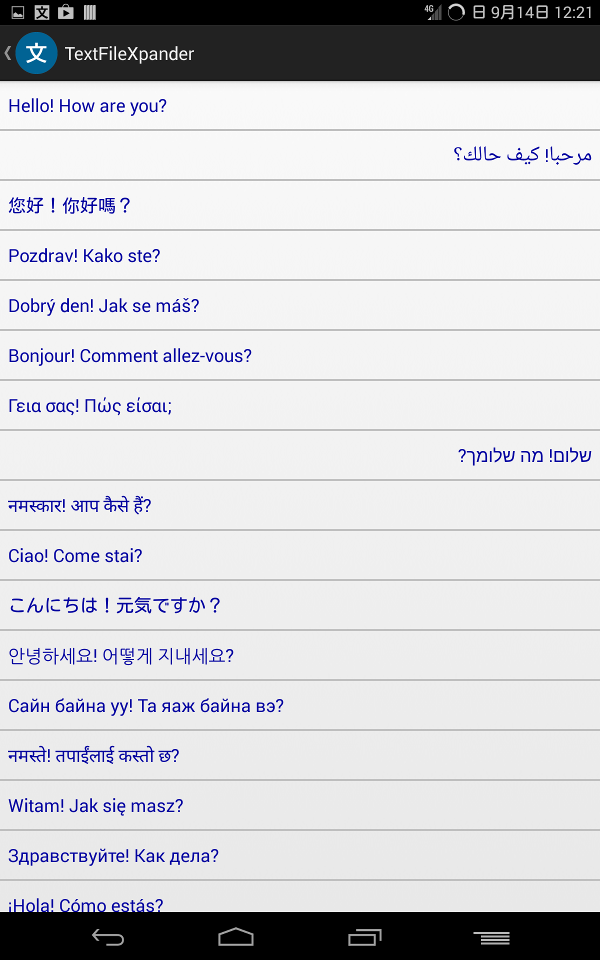 4G 日 9月14日 12:21
TextFileXpander
Hello! How are you?
مرحبا! كيف حالك؟
您好！你好嗎？
Pozdrav! Kako ste?
Dobrý den! Jak se máš?
Bonjour! Comment allez-vous?
Γεια σας! Πώς είσαι;
שלום! מה שלומך?
नमस्कार! आप कैसे हैं?
Ciao! Come stai?
こんにちは！元気ですか？
안녕하세요! 어떻게 지내세요?
Сайн байна уу! Та яаж байна вэ?
नमस्ते! तपाईंलाई कस्तो छ?
Witam! Jak się masz?
Здравствуйте! Как дела?
¡Hola! Cómo estás?